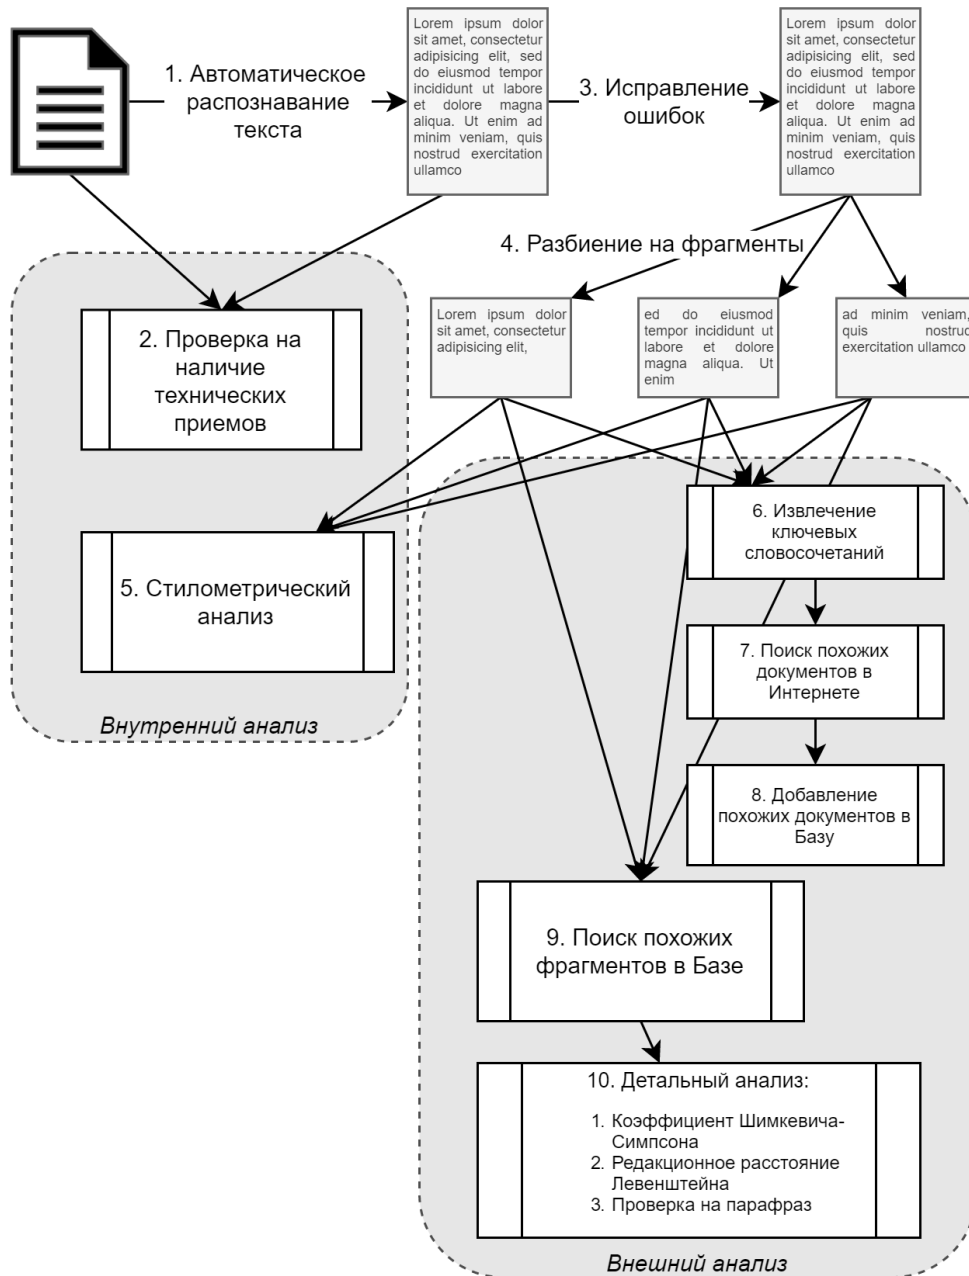 Lorem ipsum dolor
sit amet, consectetur
adipisicing elit, sed
do eiusmod tempor
incididunt ut labore
et dolore magna
aliqua. Ut enim ad
minim veniam, quis
nostrud exercitation
ullamco
Lorem ipsum dolor
sit amet, consectetur
adipisicing elit, sed
do eiusmod tempor
incididunt ut labore
et dolore magna
aliqua. Ut enim ad
minim veniam, quis
nostrud exercitation
ullamco
1. Автоматическое
распознавание
текста
3. Исправление
ошибок
4. Разбиение на фрагменты
Lorem ipsum dolor
sit amet, consectetur
adipisicing elit,
ed do eiusmod
tempor incididunt ut
labore et dolore
magna aliqua. Ut
enim
ad minim veniam,
quis nostrud
exercitation ullamco
2. Проверка на
наличие
технических
приемов
5. Стилометрический
анализ
Внутренний анализ
6. Извлечение
ключевых
словосочетаний
7. Поиск похожих
документов в
Интернете
8. Добавление
похожих документов в
Базу
9. Поиск похожих
фрагментов в Базе
10. Детальный анализ:
1. Коэффициент Шимкевича-
Симпсона
2. Редакционное расстояние
Левенштейна
3. Проверка на парафраз
Внешний анализ